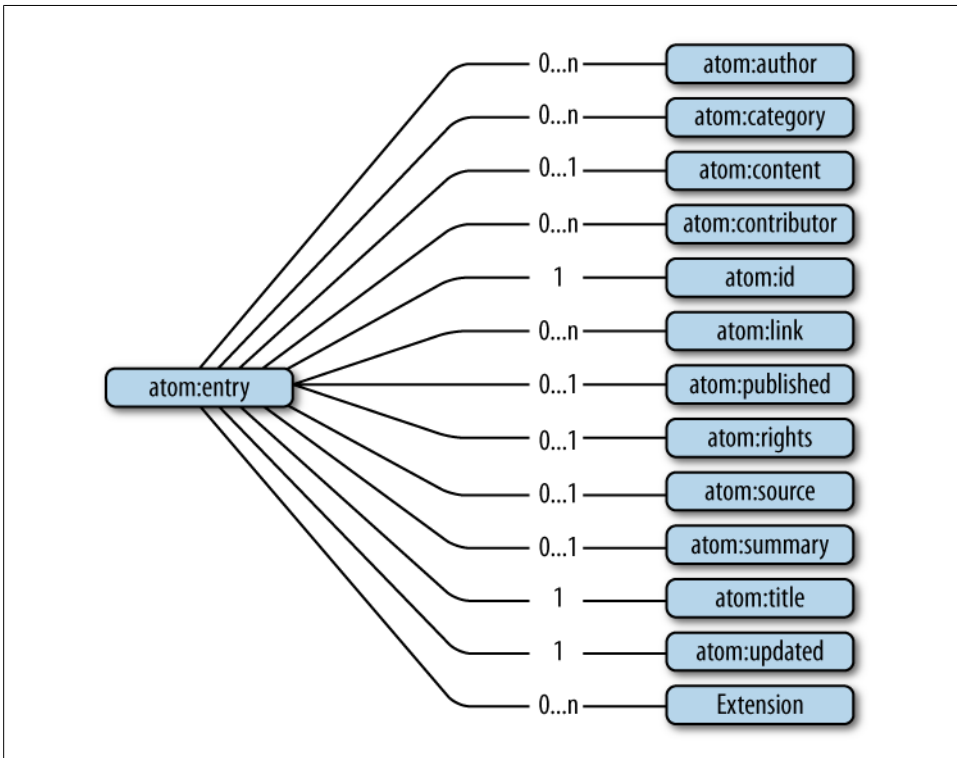 0...n atom:author
0...n atom:category
0...1 atom:content
0...n atom:contributor
1 atom:id
0...n atom:link
atom:entry 0...1 atom:published
0...1 atom:rights
0...1 atom:source
0...1 atom:summary
1 atom:title
1 atom:updated
0...n Extension